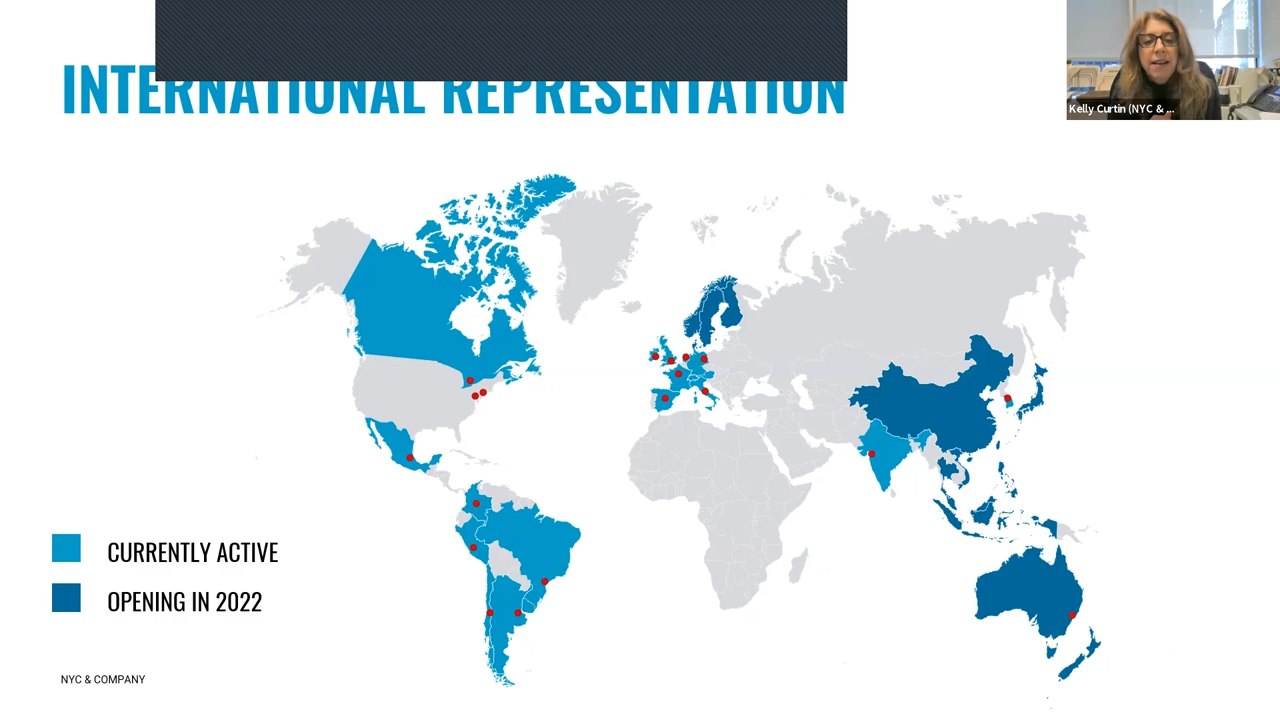 INTERNATIONAL REPRESENTATION
Kelly Curtin (NYC & ...
CURRENTLY ACTIVE
OPENING IN 2022
NYC & COMPANY